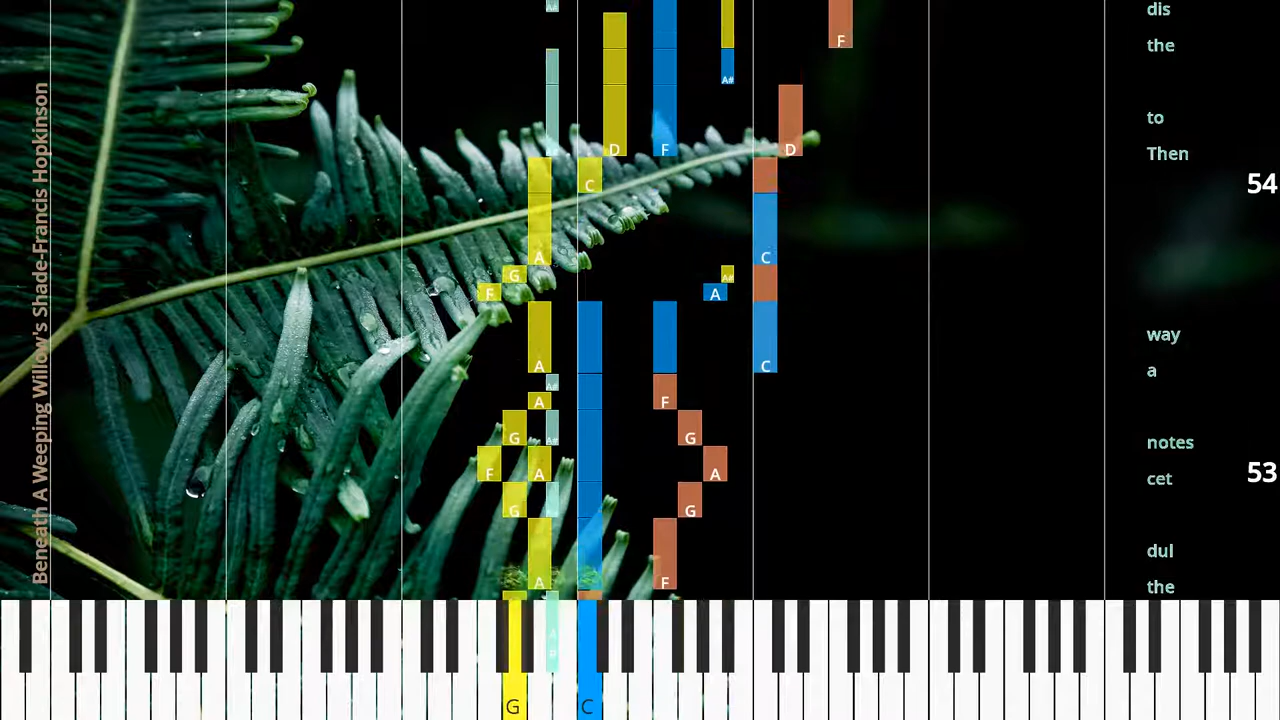 Beneath A Weeping Willow's Shade-Francis Hopkinson
dis
the
to
Then
54
way
a
notes
cet
53
dul
the
A#
F
A#
A#
D
F
D
C
A
C
G
A#
F
A
A
C
A#
A
F
G
A#
G
F
A
A
G
G
A
F
A#
G
C